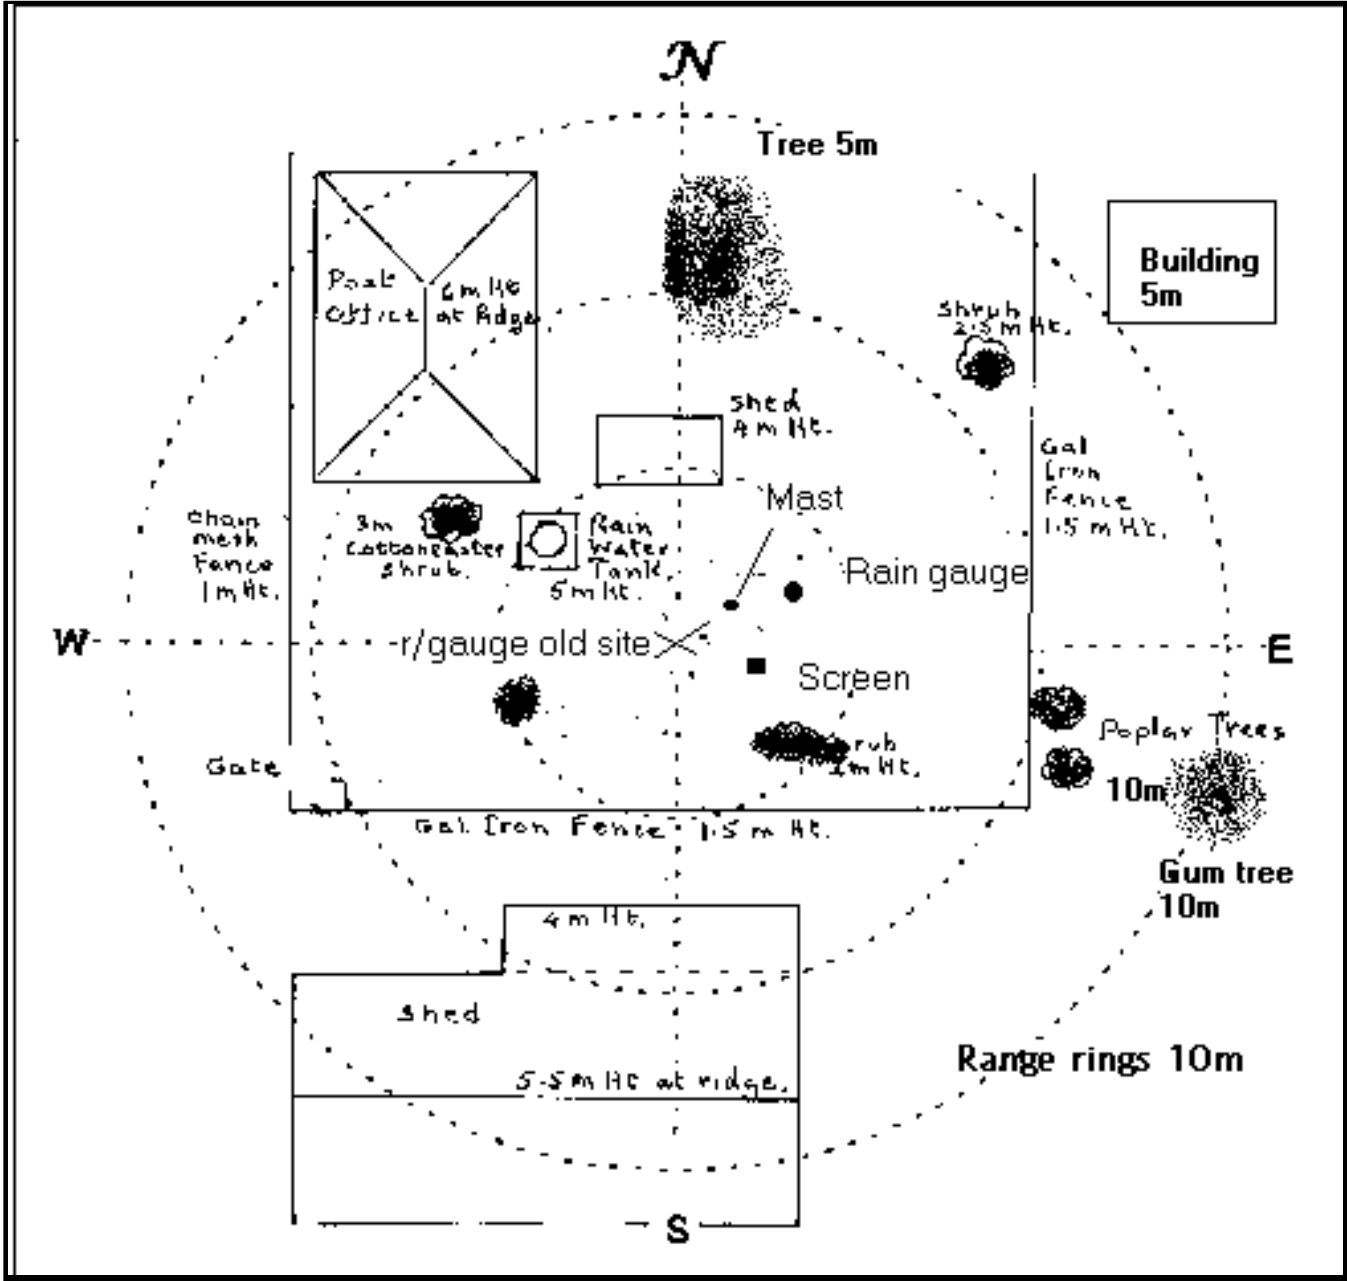 N
Tree 5m
Building
5m
Post
Office
6m Ht
at Ridge
Shrub
2.5m Ht.
Shed
4m Ht.
Gal
Iron
Fence
1.5m Ht.
Mast
chain
mesh
Fence
1m Ht.
3m
Cottoneaster
Shrub.
Rain
Water
Tank.
5m Ht.
Rain gauge
W
r/gauge old site
E
Screen
Poplar Trees
10m
rub
Ht.
Gate
Gal Iron Fence 1.5m Ht.
Gum tree
10m
4m Ht.
Shed
Range rings 10m
5.5m Ht at ridge.
S